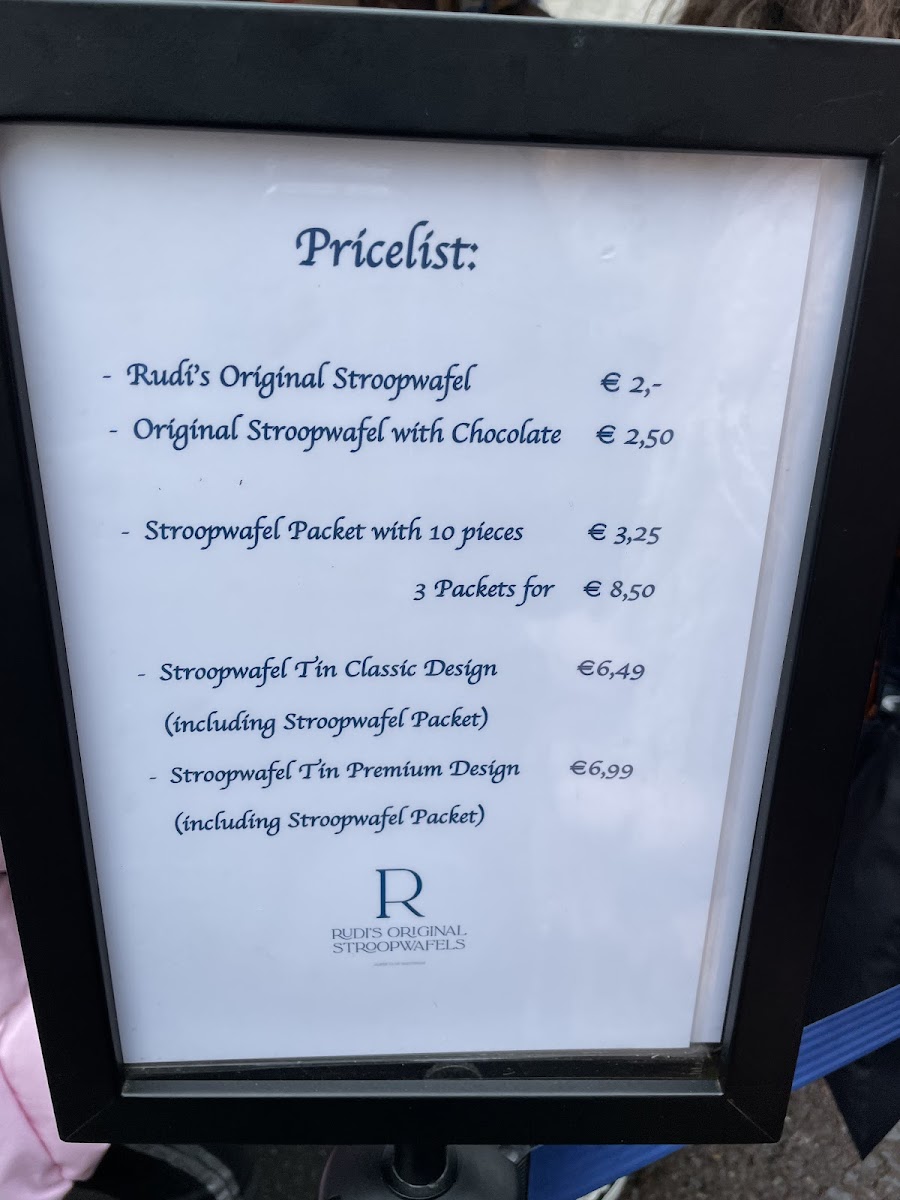 Pricelist:
- Rudi's Original Stroopwafel € 2,-
- Original Stroopwafel with Chocolate € 2,50
- Stroopwafel Packet with 10 pieces € 3,25
3 Packets for € 8,50
- Stroopwafel Tin Classic Design €6,49
(including Stroopwafel Packet)
- Stroopwafel Tin Premium Design €6,99
(including Stroopwafel Packet)
R
RUDI'S ORIGINAL
STROOPWAFELS